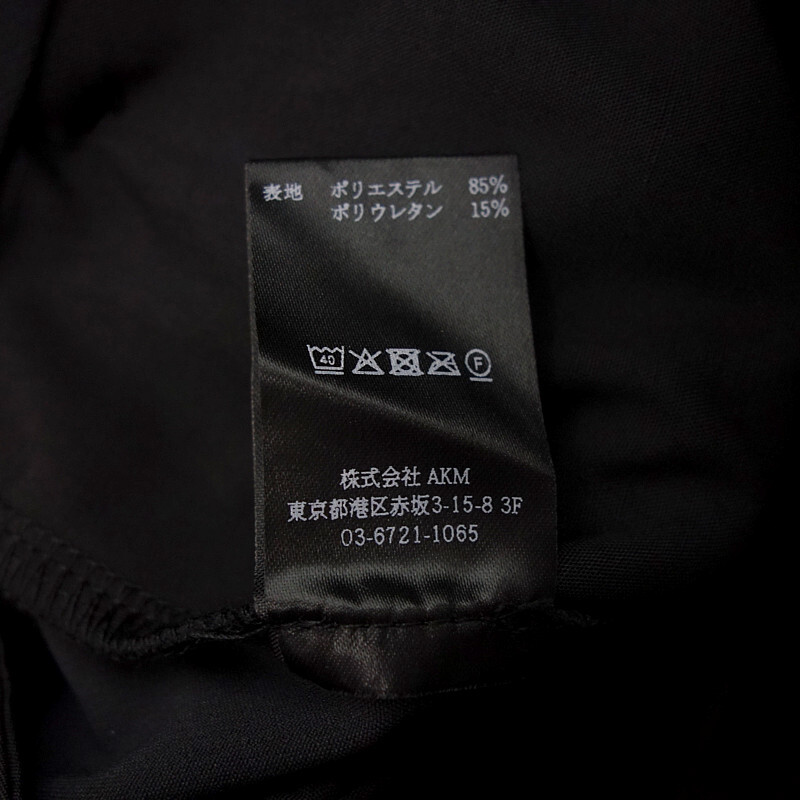 表地 ポリエステル 85%
ポリウレタン 15%
40 F
株式会社 AKM
東京都港区赤坂3-15-8 3F
03-6721-1065